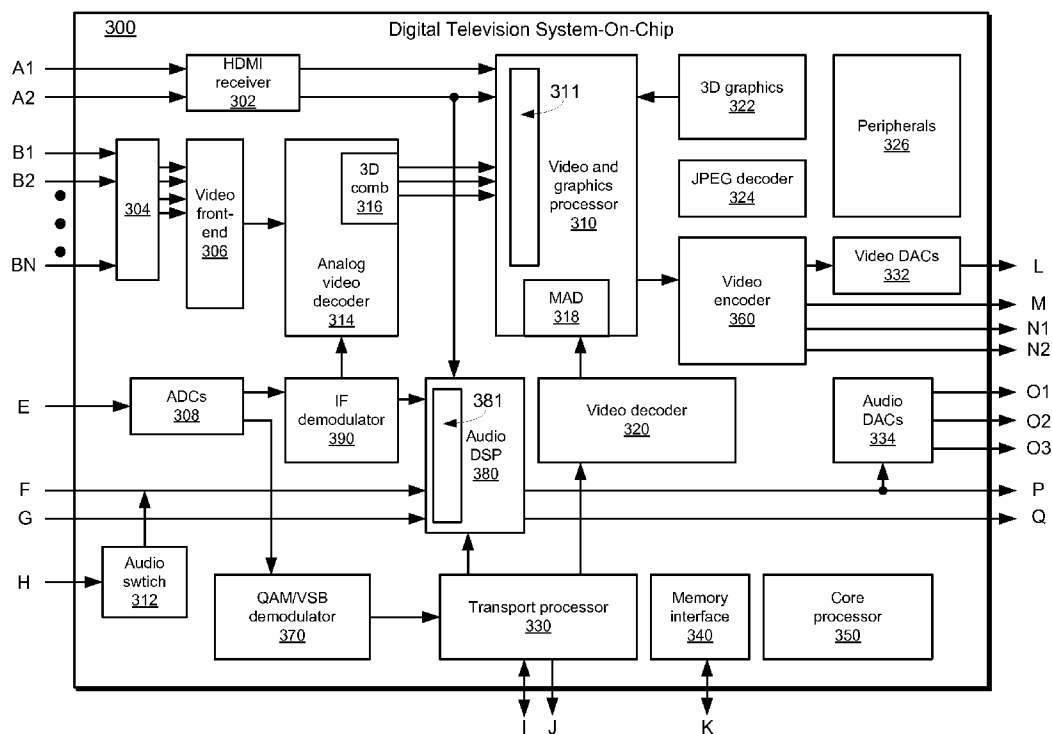 300
Digital Television System-On-Chip
A1
A2
HDMI
receiver
302
311
Video and
graphics
processor
310
3D graphics
322
Peripherals
326
B1
B2
BN
304
Video
front-
end
306
3D
comb
316
Analog
video
decoder
314
JPEG decoder
324
MAD
318
Video
encoder
360
Video DACs
332
L
M
N1
N2
E
ADCs
308
IF
demodulator
390
381
Audio
DSP
380
Video decoder
320
Audio
DACs
334
O1
O2
O3
F
P
G
Q
H
Audio
swtich
312
QAM/VSB
demodulator
370
Transport processor
330
Memory
interface
340
Core
processor
350
I
J
K